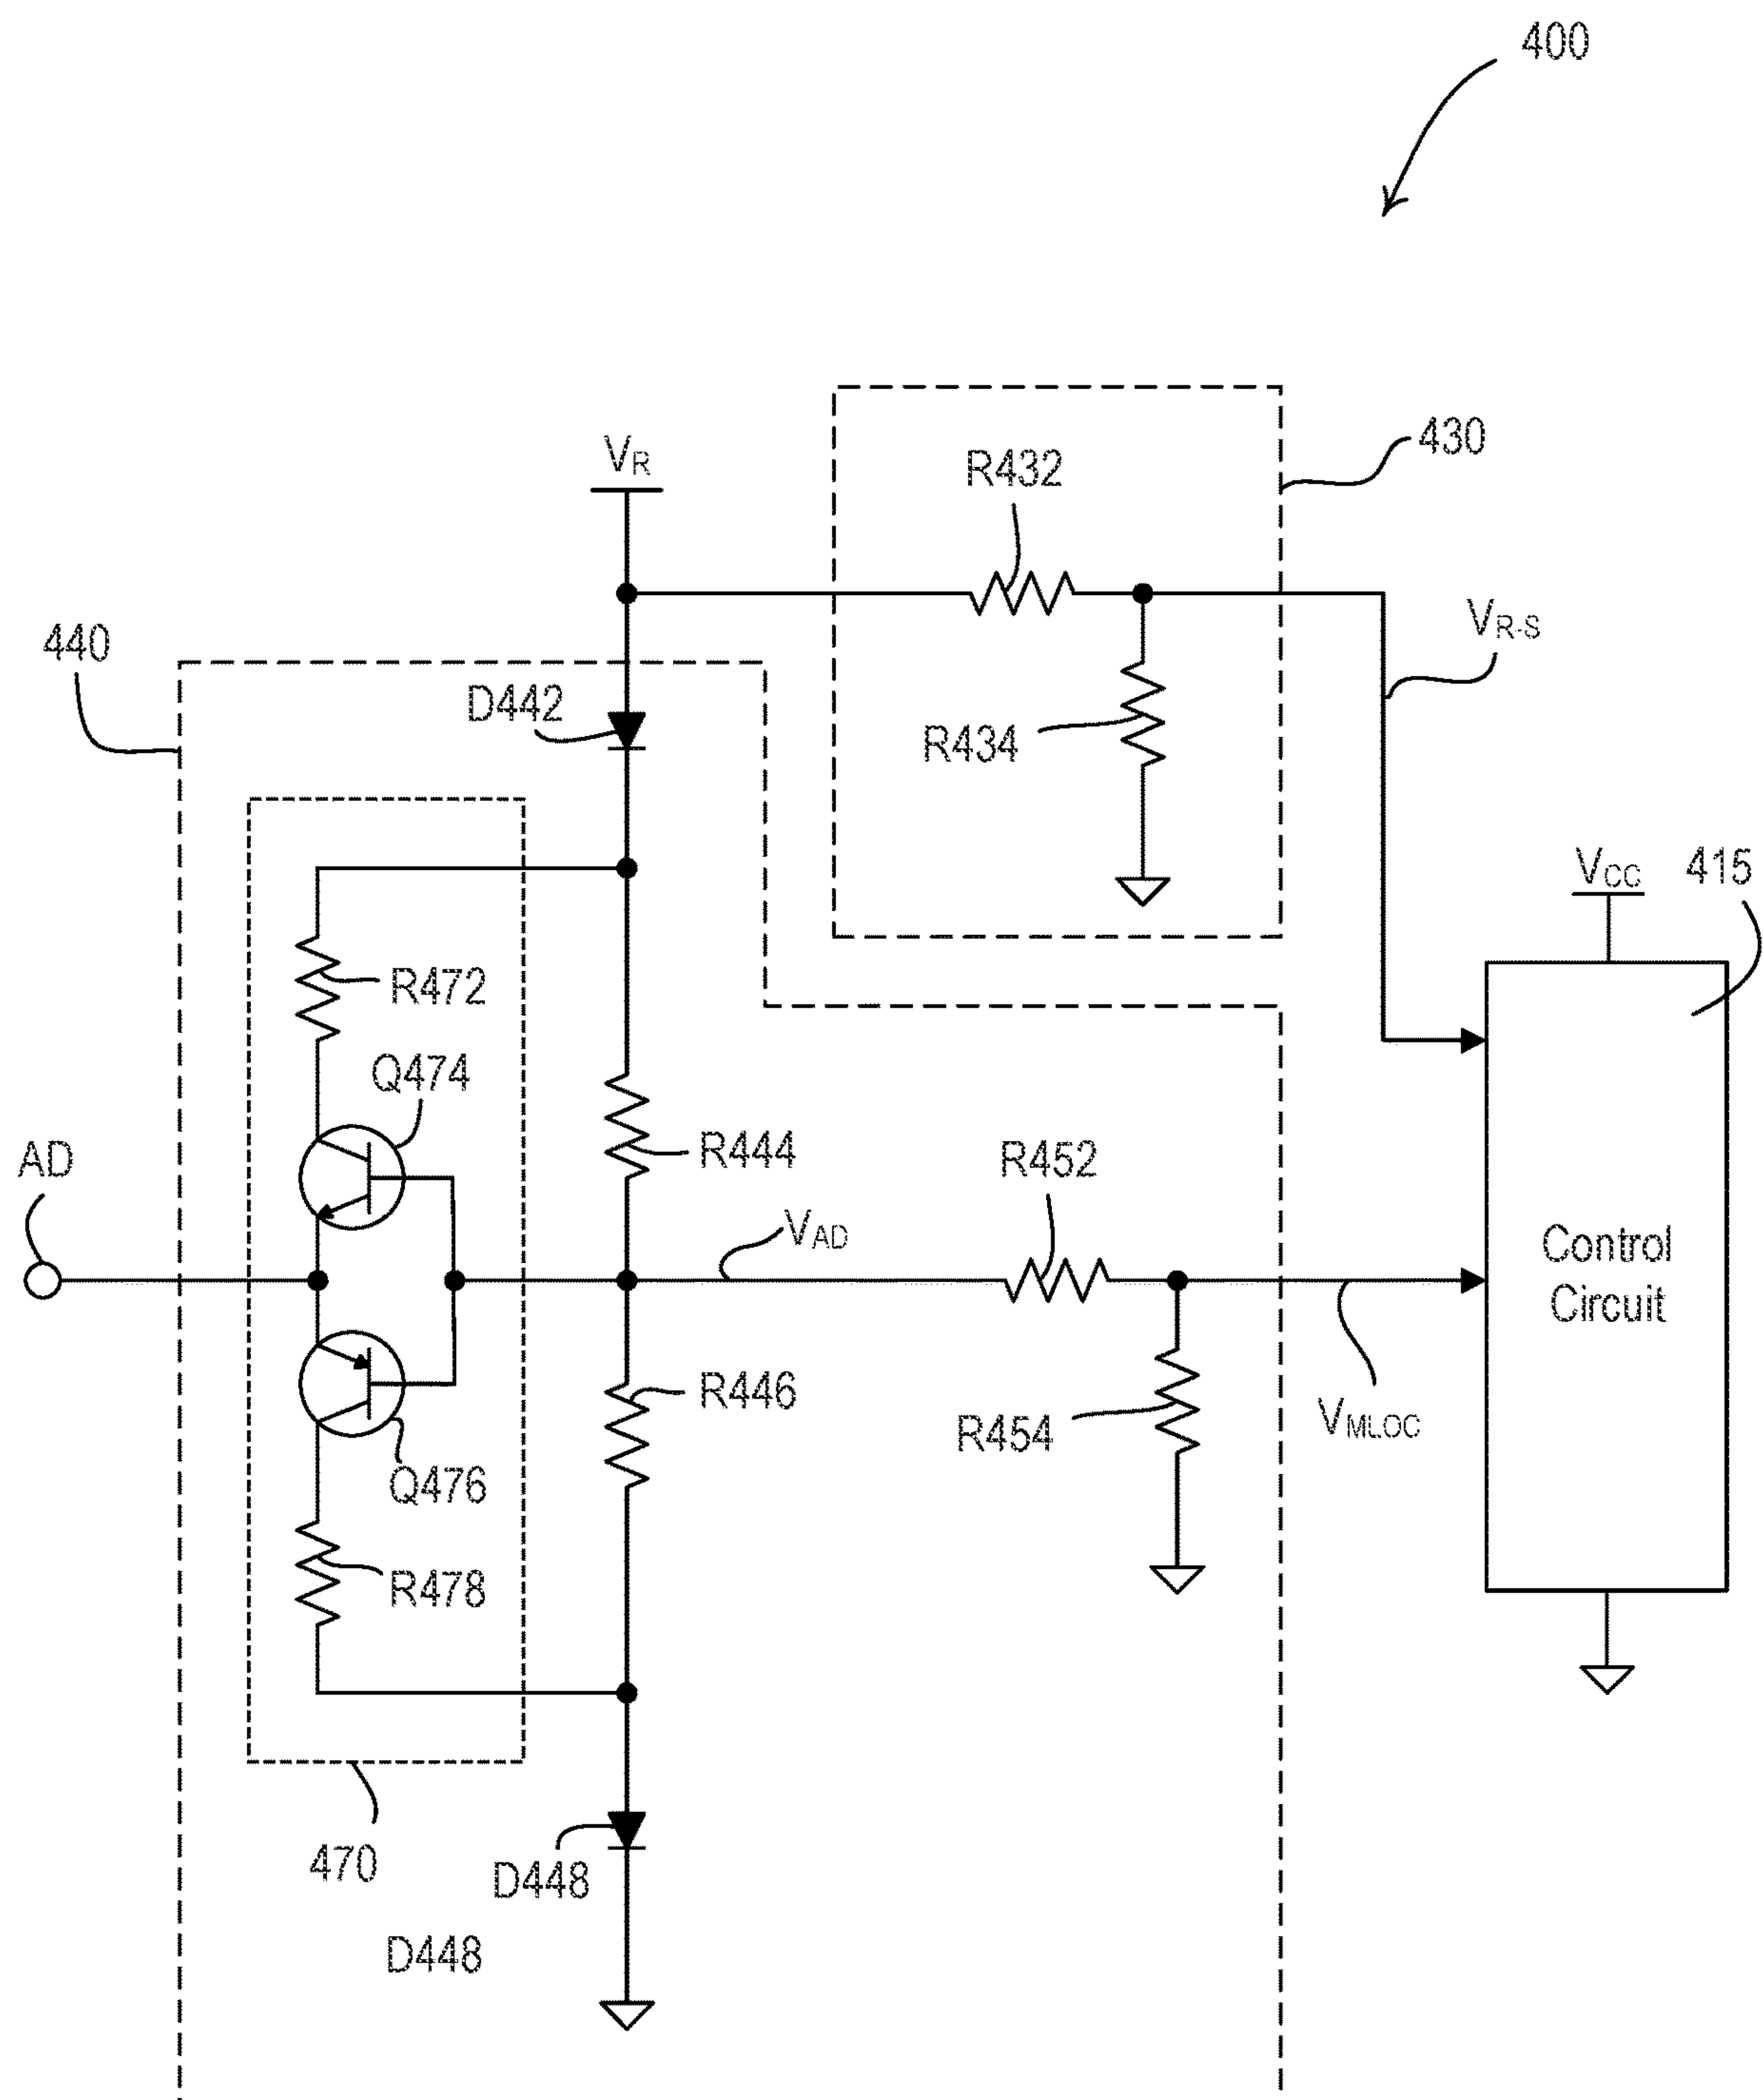 400
VR
R432
430
VR-S
440
D442
R434
VCC
415
R472
Q474
AD
R444
R452
VAD
Control
Circuit
R446
R454
VMLOC
Q476
R478
470
D448
D448